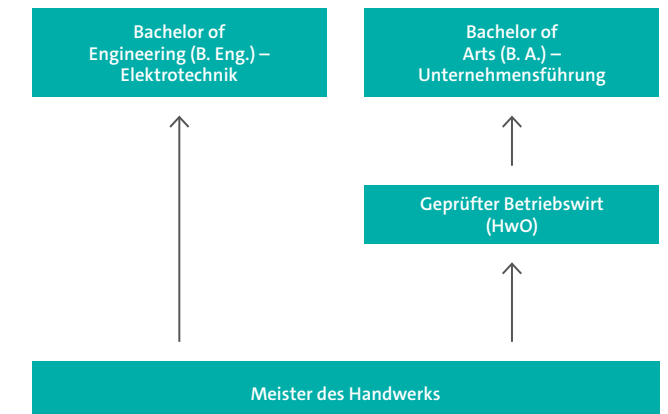 Bachelor of
Engineering (B. Eng.) –
Elektrotechnik
Bachelor of
Arts (B. A.) –
Unternehmensführung
Geprüfter Betriebswirt
(HwO)
Meister des Handwerks